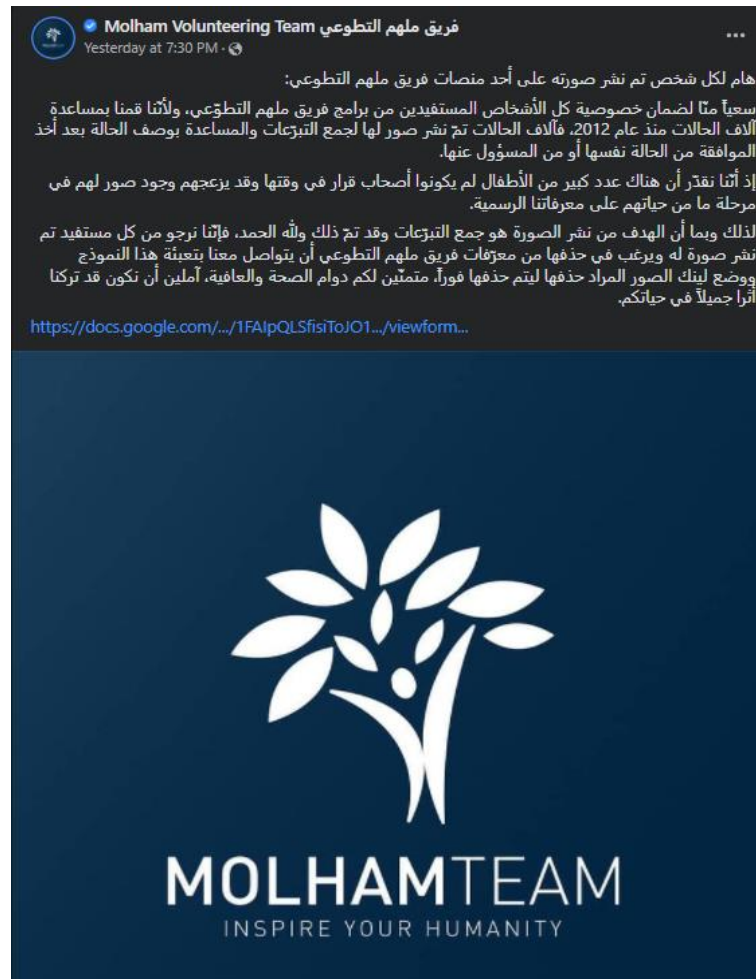 Molham Volunteering Team فريق ملهم التطوعي
Yesterday at 7:30 PM ·
هام لكل شخص تم نشر صورته على أحد منصات فريق ملهم التطوعي:
سعياً منّا لضمان خصوصية كل الأشخاص المستفيدين من برامج فريق ملهم التطوّعي، ولأنّنا قمنا بمساعدة
آلاف الحالات منذ عام 2012، فآلاف الحالات تمّ نشر صور لها لجمع التبرّعات والمساعدة بوصف الحالة بعد أخذ
الموافقة من الحالة نفسها أو من المسؤول عنها.
إذ أنّنا نقدّر أن هناك عدد كبير من الأطفال لم يكونوا أصحاب قرار في وقتها وقد يزعجهم وجود صور لهم في
مرحلة ما من حياتهم على معرفاتنا الرسمية.
لذلك وبما أن الهدف من نشر الصورة هو جمع التبرّعات وقد تمّ ذلك ولله الحمد، فإنّنا نرجو من كل مستفيد تم
نشر صورة له ويرغب في حذفها من معرّفات فريق ملهم التطوعي أن يتواصل معنا بتعبئة هذا النموذج
ووضع لينك الصور المراد حذفها ليتم حذفها فوراً، متمنّين لكم دوام الصحة والعافية، آملين أن نكون قد تركنا
أثرا جميلاً في حياتكم.
https://docs.google.com/.../1FAIpQLSfisiToJO1.../viewform...
MOLHAMTEAM
INSPIRE YOUR HUMANITY